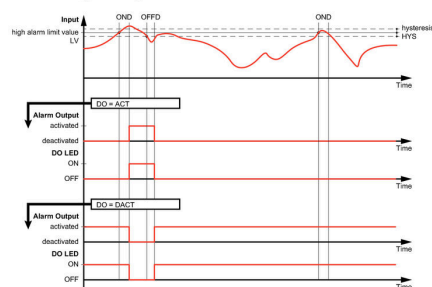 Input
OND OFFD OND
high alarm limit value
LV
hysteresis
HYS
Time
DO = ACT
Alarm Output
activated
deactivated
Time
DO LED
ON
OFF
Time
DO = DACT
Alarm Output
activated
deactivated
Time
DO LED
ON
OFF
Time